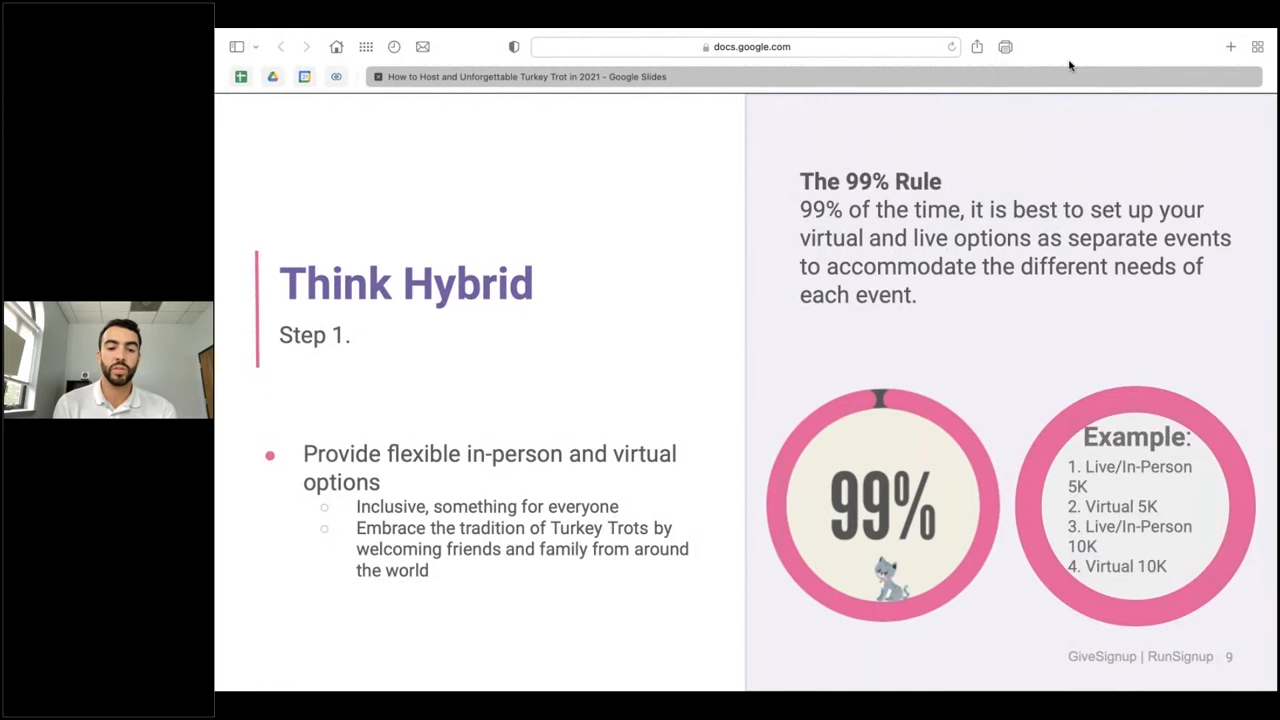 docs.google.com
How to Host and Unforgettable Turkey Trot in 2021 - Google Slides
Think Hybrid
Step 1.
Provide flexible in-person and virtual
options
Inclusive, something for everyone
Embrace the tradition of Turkey Trots by
welcoming friends and family from around
the world
The 99% Rule
99% of the time, it is best to set up your
virtual and live options as separate events
to accommodate the different needs of
each event.
99%
Example:
1. Live/In-Person
5K
2. Virtual 5K
3. Live/In-Person
10K
4. Virtual 10K
GiveSignup | RunSignup 9